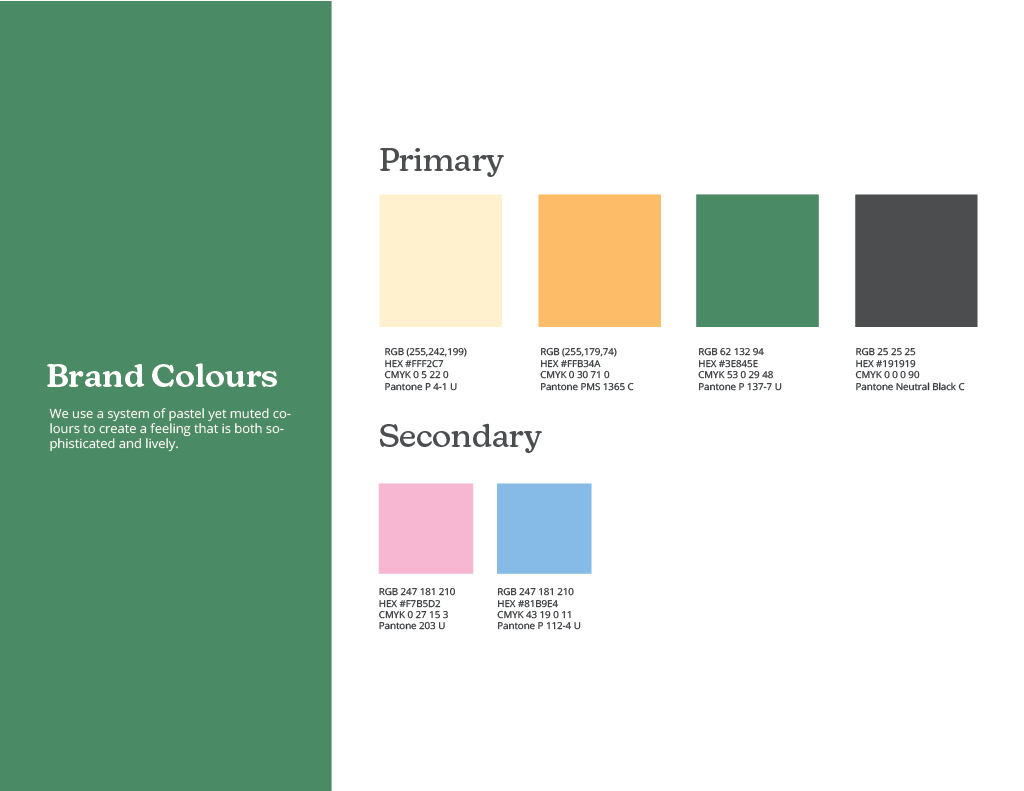 Brand Colours
We use a system of pastel yet muted co-
lours to create a feeling that is both so-
phisticated and lively.
Primary
RGB (255,242,199)
HEX #FFF2C7
CMYK 0 5 22 0
Pantone P 4-1 U
RGB (255,179,74)
HEX #FFB34A
CMYK 0 30 71 0
Pantone PMS 1365 C
RGB 62 132 94
HEX #3E845E
CMYK 53 0 29 48
Pantone P 137-7 U
RGB 25 25 25
HEX #191919
CMYK 0 0 0 90
Pantone Neutral Black C
Secondary
RGB 247 181 210
HEX #F7B5D2
CMYK 0 27 15 3
Pantone 203 U
RGB 247 181 210
HEX #81B9E4
CMYK 43 19 0 11
Pantone P 112-4 U